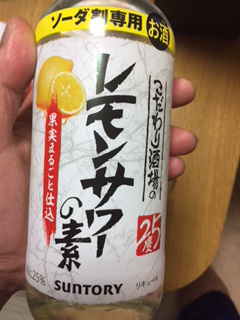 ソーダ割専用 お酒
こだわり酒場の
レモンサワーの素
果実まるごと仕込
25度
Alc.25%
SUNTORY
リキュール